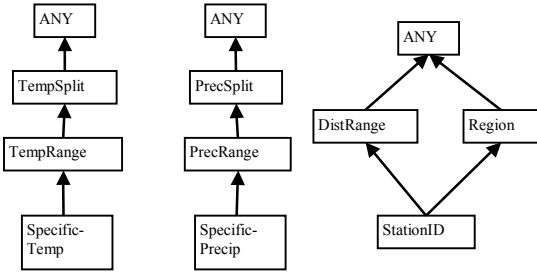 ANY
TempSplit
TempRange
Specific-
Temp
ANY
PrecSplit
PrecRange
Specific-
Precip
ANY
DistRange
Region
StationID